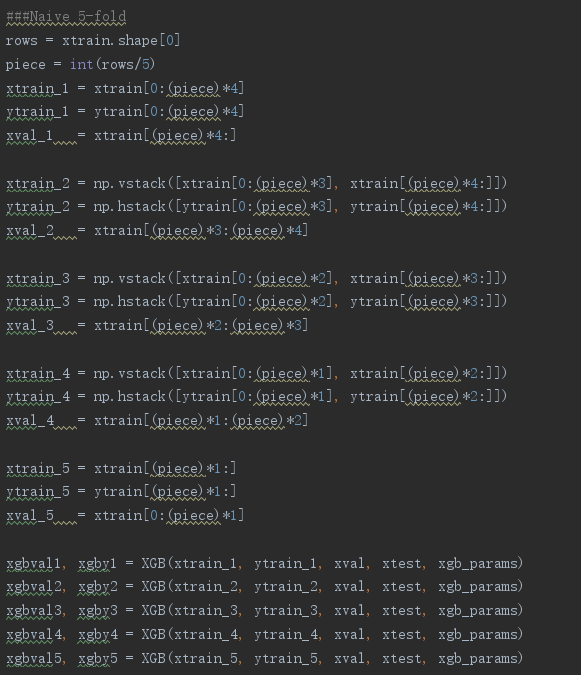 ###Naive 5-fold
rows = xtrain.shape[0]
piece = int(rows/5)
xtrain_1 = xtrain[0:(piece)*4]
ytrain_1 = ytrain[0:(piece)*4]
xval_1   = xtrain[(piece)*4:]
xtrain_2 = np.vstack([xtrain[0:(piece)*3], xtrain[(piece)*4:]])
ytrain_2 = np.hstack([ytrain[0:(piece)*3], ytrain[(piece)*4:]])
xval_2   = xtrain[(piece)*3:(piece)*4]
xtrain_3 = np.vstack([xtrain[0:(piece)*2], xtrain[(piece)*3:]])
ytrain_3 = np.hstack([ytrain[0:(piece)*2], ytrain[(piece)*3:]])
xval_3   = xtrain[(piece)*2:(piece)*3]
xtrain_4 = np.vstack([xtrain[0:(piece)*1], xtrain[(piece)*2:]])
ytrain_4 = np.hstack([ytrain[0:(piece)*1], ytrain[(piece)*2:]])
xval_4   = xtrain[(piece)*1:(piece)*2]
xtrain_5 = xtrain[(piece)*1:]
ytrain_5 = ytrain[(piece)*1:]
xval_5   = xtrain[0:(piece)*1]
xgbval1, xgby1 = XGB(xtrain_1, ytrain_1, xval, xtest, xgb_params)
xgbval2, xgby2 = XGB(xtrain_2, ytrain_2, xval, xtest, xgb_params)
xgbval3, xgby3 = XGB(xtrain_3, ytrain_3, xval, xtest, xgb_params)
xgbval4, xgby4 = XGB(xtrain_4, ytrain_4, xval, xtest, xgb_params)
xgbval5, xgby5 = XGB(xtrain_5, ytrain_5, xval, xtest, xgb_params)